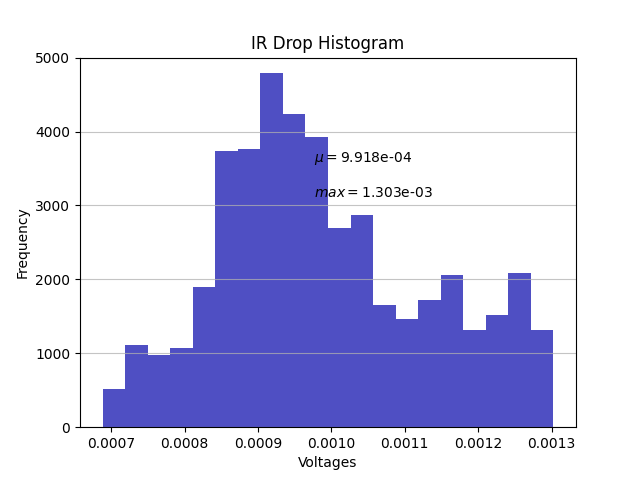 IR Drop Histogram
5000
4000
3000
2000
1000
0
Frequency
μ = 9.918e-04
max = 1.303e-03
0.0007 0.0008 0.0009 0.0010 0.0011 0.0012 0.0013
Voltages